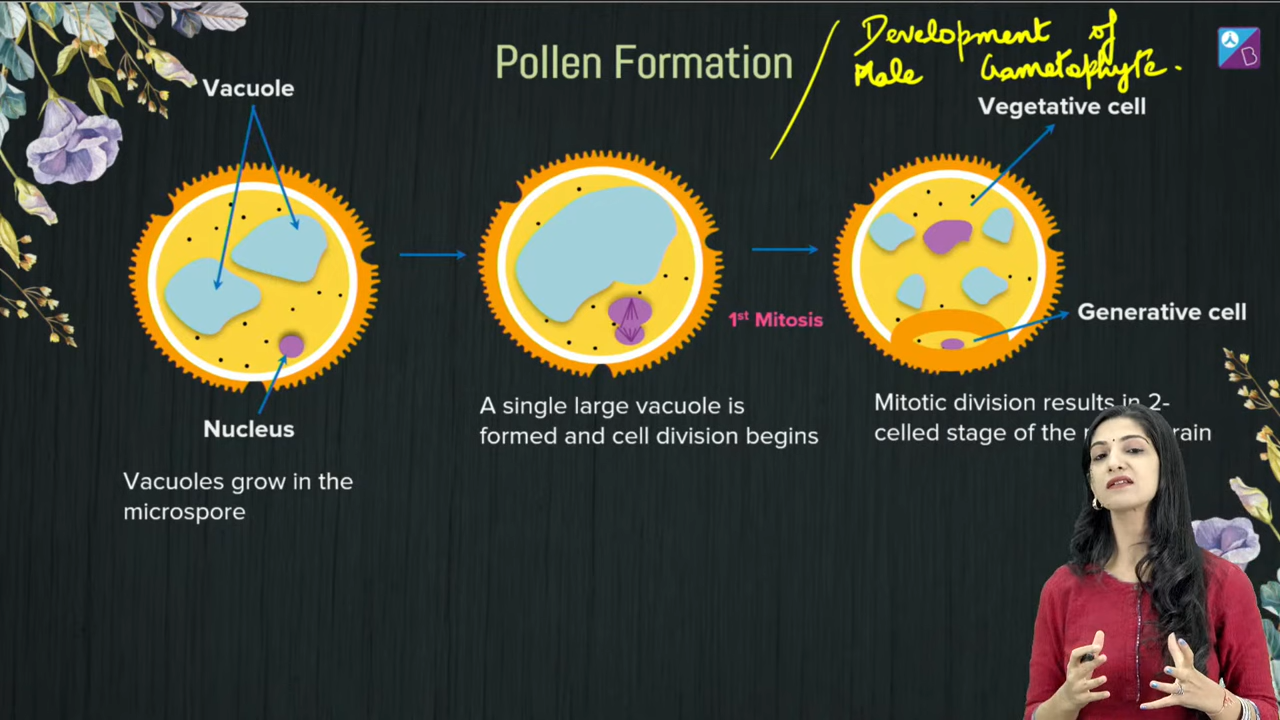 Pollen Formation
Development of
Male Gametophyte.
B
Vacuole
Vegetative cell
1st Mitosis
Generative cell
Nucleus
Vacuoles grow in the
microspore
A single large vacuole is
formed and cell division begins
Mitotic division results in 2-
celled stage of the